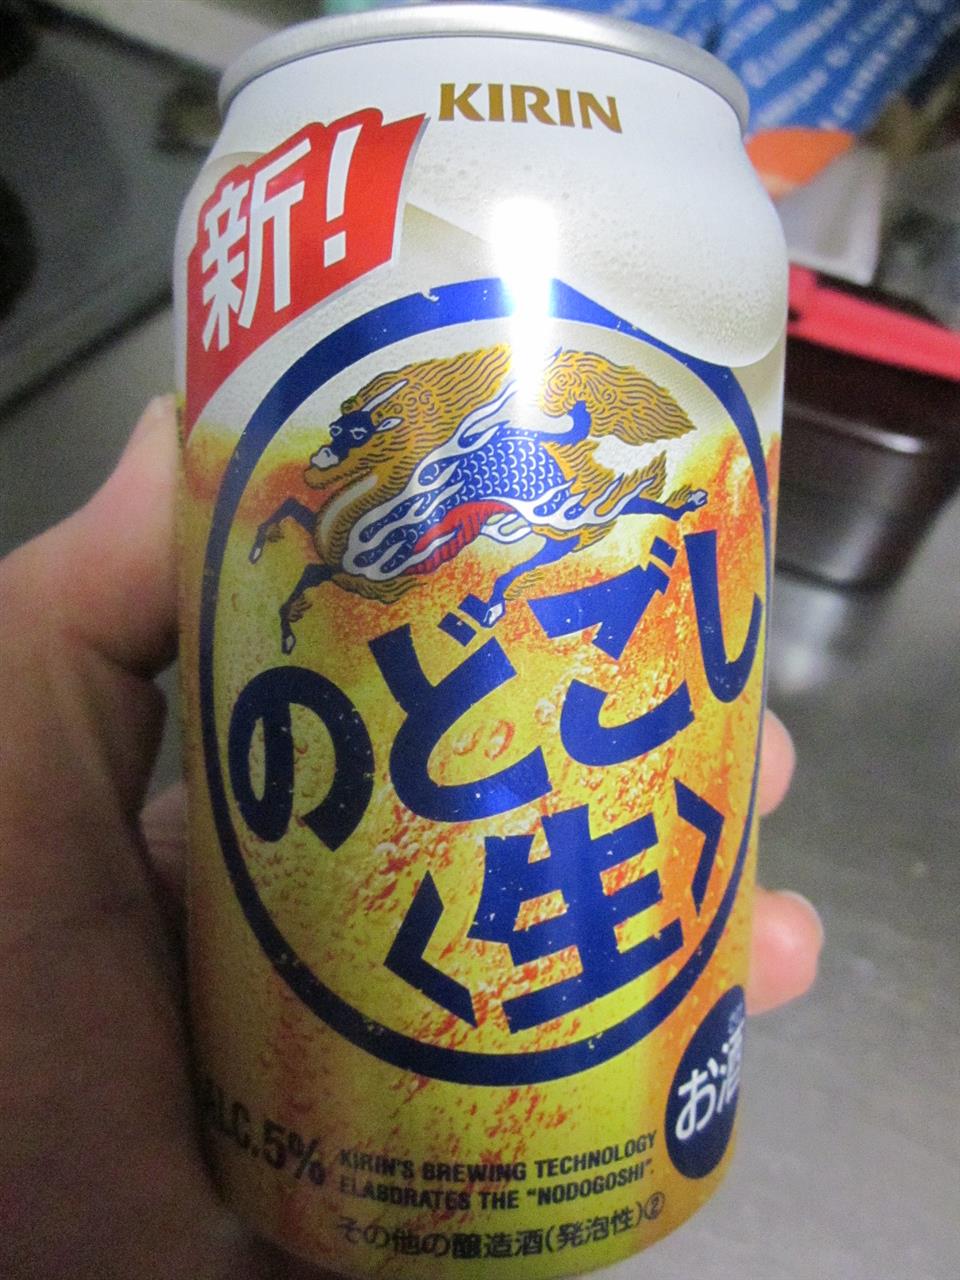 KIRIN
新!
のどごし
〈生〉
お酒
ALC.5%
KIRIN'S BREWING TECHNOLOGY
ELABORATES THE "NODOGOSHI".
その他の醸造酒(発泡性)②